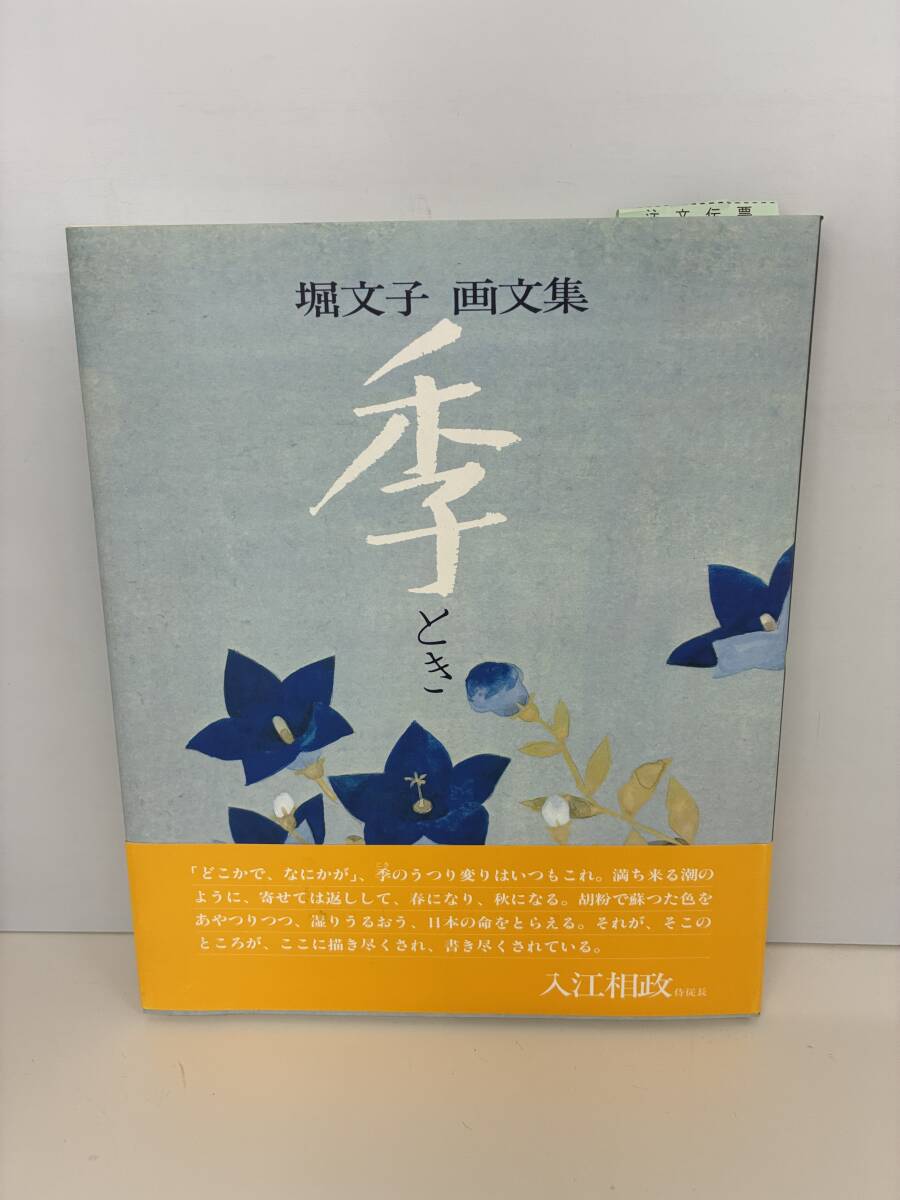 注文伝票
堀文子 画文集
季
とき
「どこかで、なにかが」、季のうつり変りはいつもこれ。満ち来る潮の
ように、寄せては返しして、春になり、秋になる。胡粉で蘇つた色を
あやつりつつ、湿りうるおう、日本の命をとらえる。それが、そこの
ところが、ここに描き尽くされ、書き尽くされている。
入江相政 侍従長